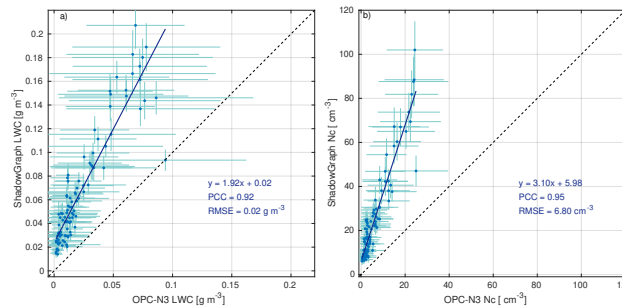 a)
0.2
0.18
0.16
0.14
0.12
0.1
0.08
0.06
0.04
0.02
0
ShadowGraph LWC [g m⁻³]
y = 1.92x + 0.02
PCC = 0.92
RMSE = 0.02 g m⁻³
0 0.05 0.1 0.15 0.2
OPC-N3 LWC [g m⁻³]
b)
120
100
80
60
40
20
0
ShadowGraph Nc [cm⁻³]
y = 3.10x + 5.98
PCC = 0.95
RMSE = 6.80 cm⁻³
0 20 40 60 80 100
OPC-N3 Nc [ cm⁻³]